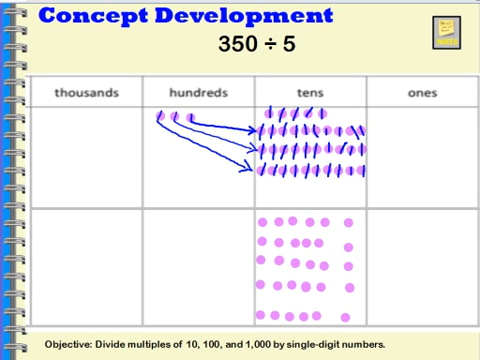 Concept Development
350 ÷ 5
NOTES
thousands hundreds tens ones
Objective: Divide multiples of 10, 100, and 1,000 by single-digit numbers.